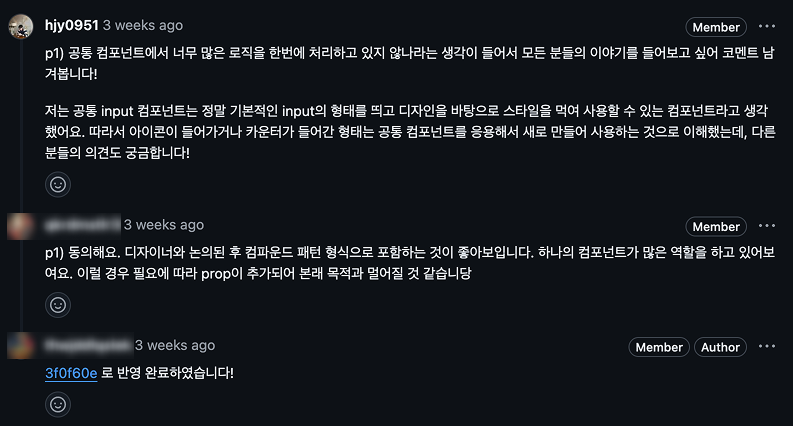 hjy0951 3 weeks ago Member
p1) 공통 컴포넌트에서 너무 많은 로직을 한번에 처리하고 있지 않나라는 생각이 들어서 모든 분들의 이야기를 들어보고 싶어 코멘트 남
겨봅니다!
저는 공통 input 컴포넌트는 정말 기본적인 input의 형태를 띄고 디자인을 바탕으로 스타일을 먹여 사용할 수 있는 컴포넌트라고 생각
했어요. 따라서 아이콘이 들어가거나 카운터가 들어간 형태는 공통 컴포넌트를 응용해서 새로 만들어 사용하는 것으로 이해했는데, 다른
분들의 의견도 궁금합니다!
3 weeks ago Member
p1) 동의해요. 디자이너와 논의된 후 컴파운드 패턴 형식으로 포함하는 것이 좋아보입니다. 하나의 컴포넌트가 많은 역할을 하고 있어보
여요. 이럴 경우 필요에 따라 prop이 추가되어 본래 목적과 멀어질 것 같습니당
3 weeks ago Member Author
3f0f60e 로 반영 완료하였습니다!